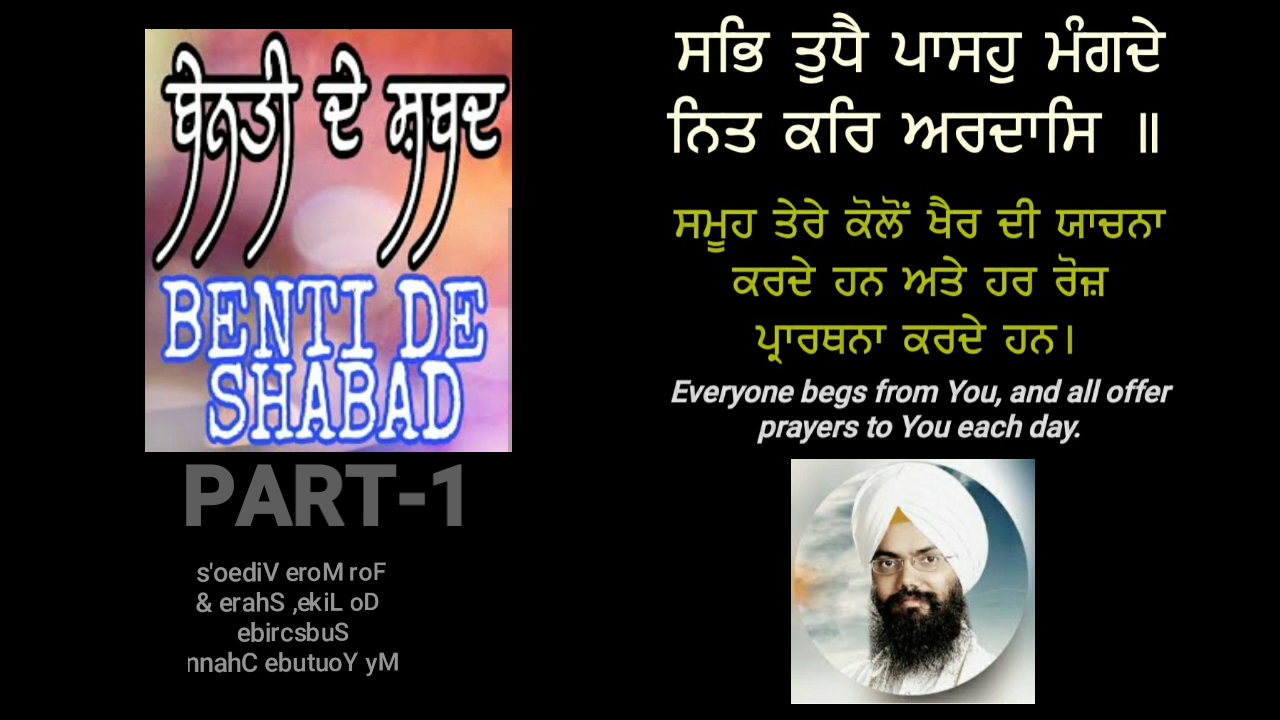 ਬੇਨਤੀ ਦੇ ਸ਼ਬਦ
BENTI DE
SHABAD
PART-1
s'oediV eroM roF
& erahS ,ekiL oD
ebircsbuS
nnahC ebutuoY yM
ਸਭਿ ਤੁਧੈ ਪਾਸਹੁ ਮੰਗਦੇ
ਨਿਤ ਕਰਿ ਅਰਦਾਸਿ ॥
ਸਮੂਹ ਤੇਰੇ ਕੋਲੋਂ ਖੈਰ ਦੀ ਯਾਚਨਾ
ਕਰਦੇ ਹਨ ਅਤੇ ਹਰ ਰੋਜ਼
ਪ੍ਰਾਰਥਨਾ ਕਰਦੇ ਹਨ।
Everyone begs from You, and all offer
prayers to You each day.